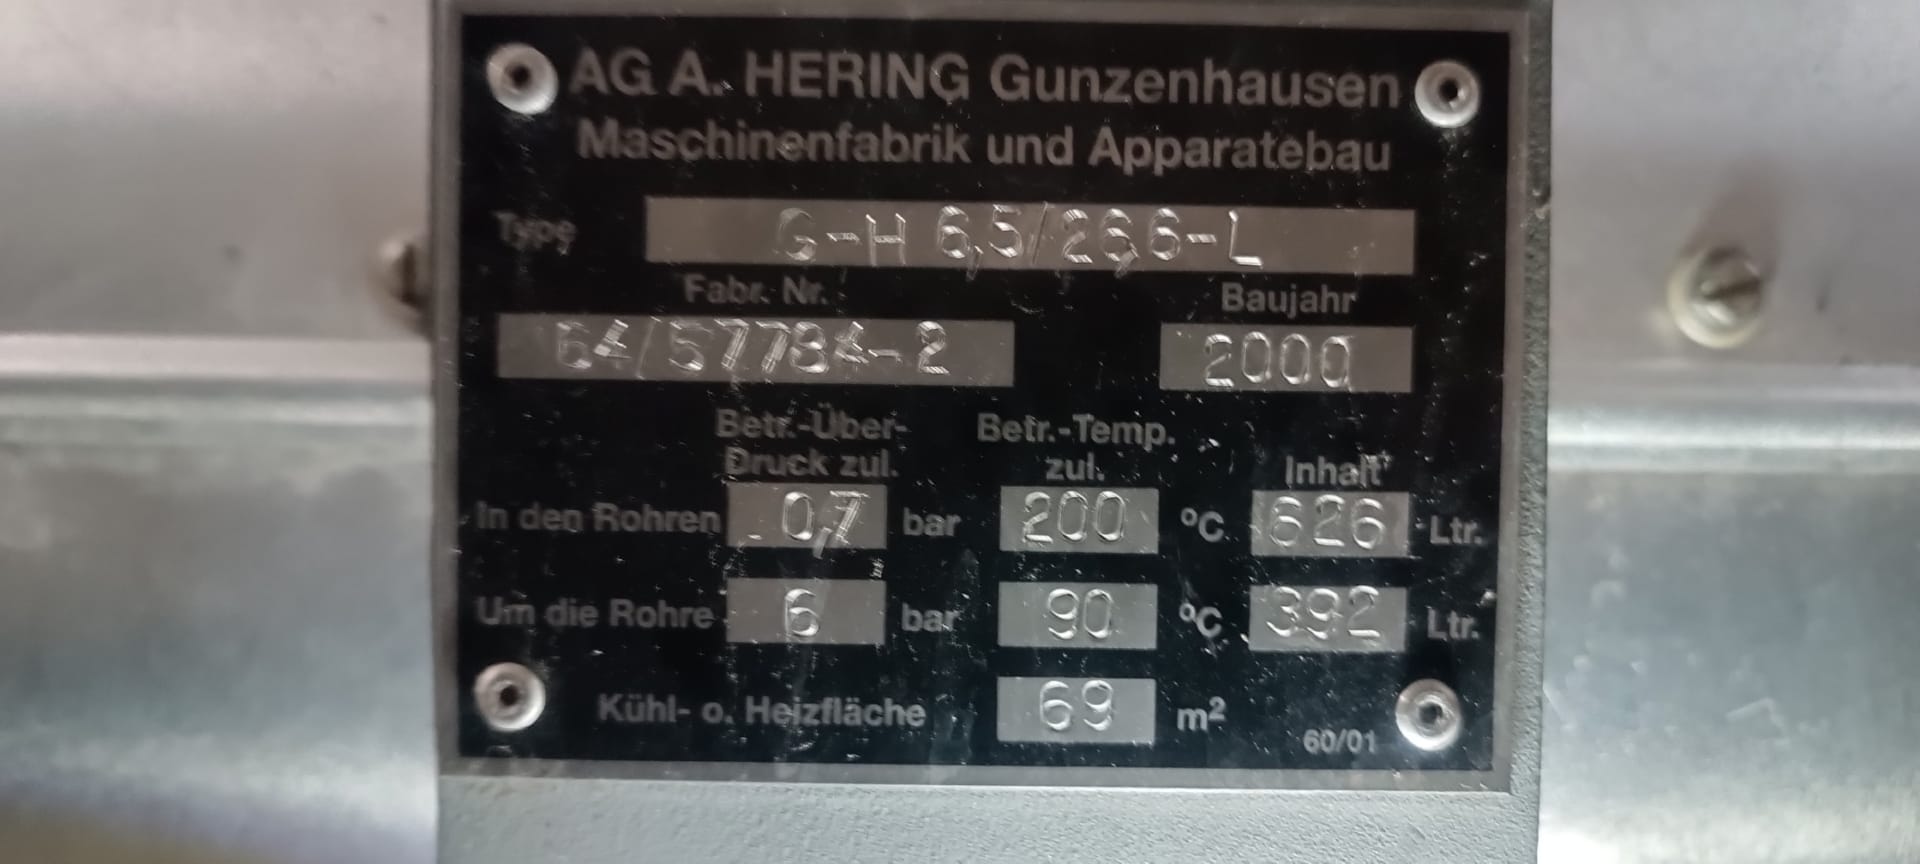 AG A. HERING Gunzenhausen
Maschinenfabrik und Apparatebau
Type G-H 6,5/26,6-L
Fabr. Nr. Baujahr
64/57784-2 2000
Betr.-Über- Betr.-Temp.
Druck zul. zul. Inhalt
In den Rohren 0,7 bar 200 °C 626 Ltr.
Um die Rohre 6 bar 90 °C 392 Ltr.
Kühl- o. Heizfläche 69 m²
60/01